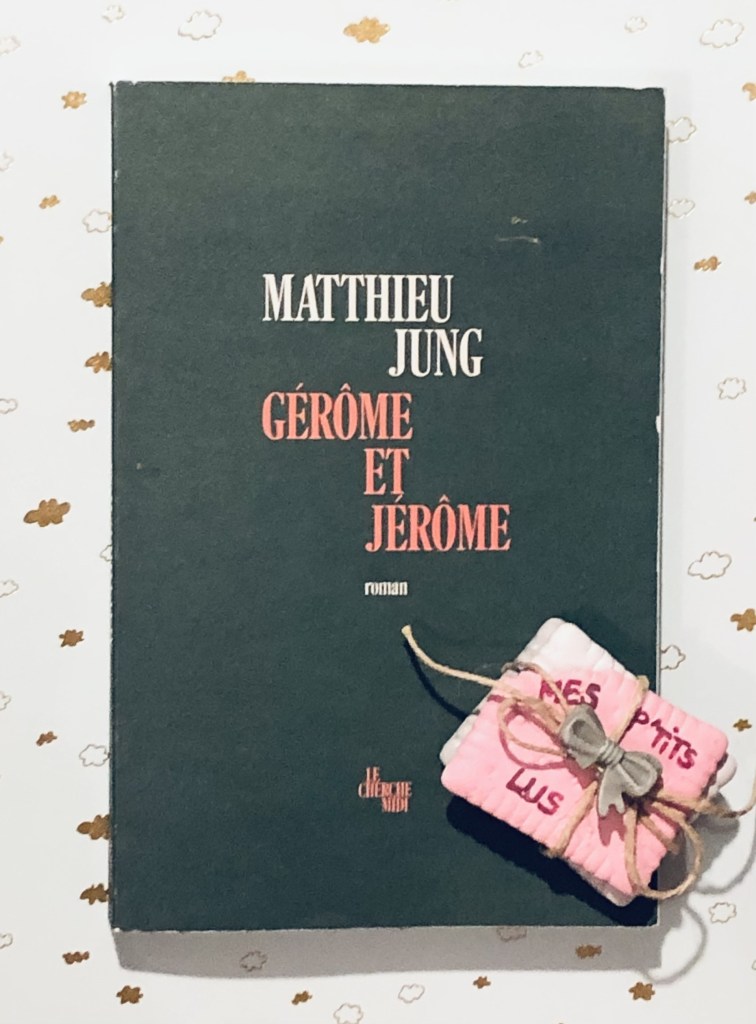 MATTHIEU
JUNG
GÉRÔME
ET
JÉRÔME
roman
LE
CHERCHE
MIDI
MES P'TITS
LUS